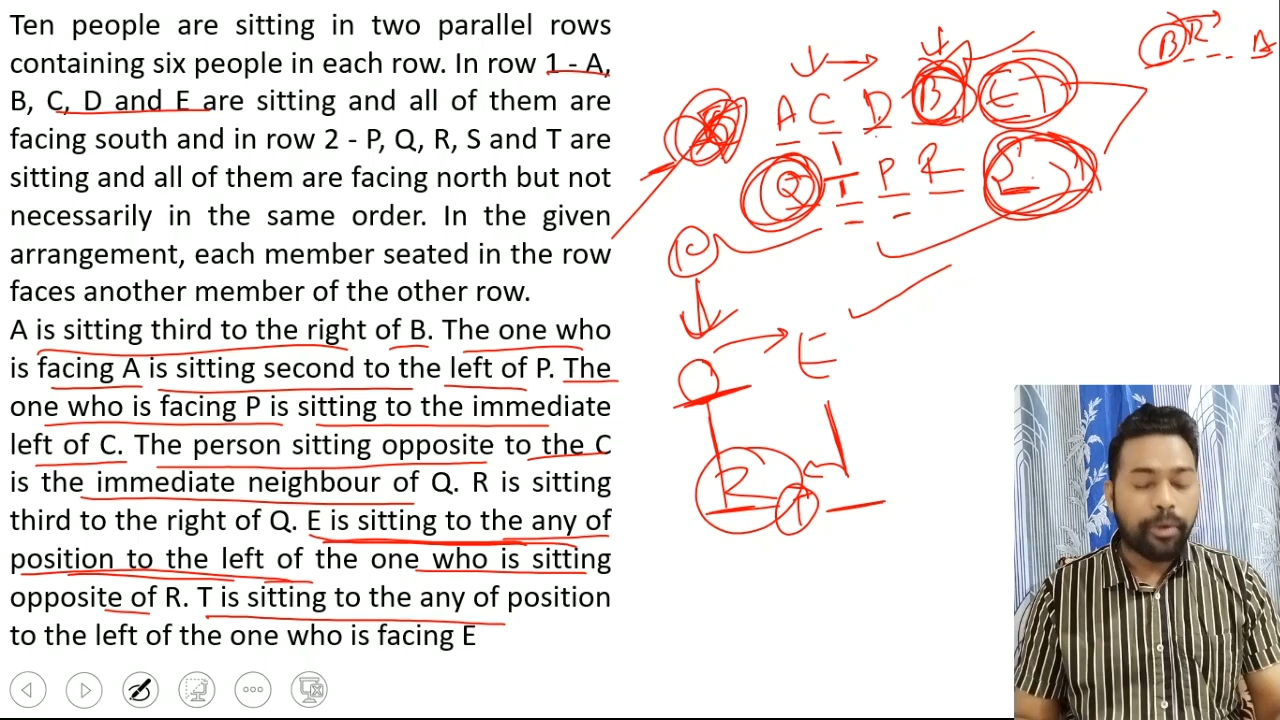 Ten people are sitting in two parallel rows
containing six people in each row. In row 1 - A,
B, C, D and E are sitting and all of them are
facing south and in row 2 - P, Q, R, S and T are
sitting and all of them are facing north but not
necessarily in the same order. In the given
arrangement, each member seated in the row
faces another member of the other row.
A is sitting third to the right of B. The one who
is facing A is sitting second to the left of P. The
one who is facing P is sitting to the immediate
left of C. The person sitting opposite to the C
is the immediate neighbour of Q. R is sitting
third to the right of Q. E is sitting to the any of
position to the left of the one who is sitting
opposite of R. T is sitting to the any of position
to the left of the one who is facing E
B R A
A C D B E T
Q T P R S T
R
E
R T